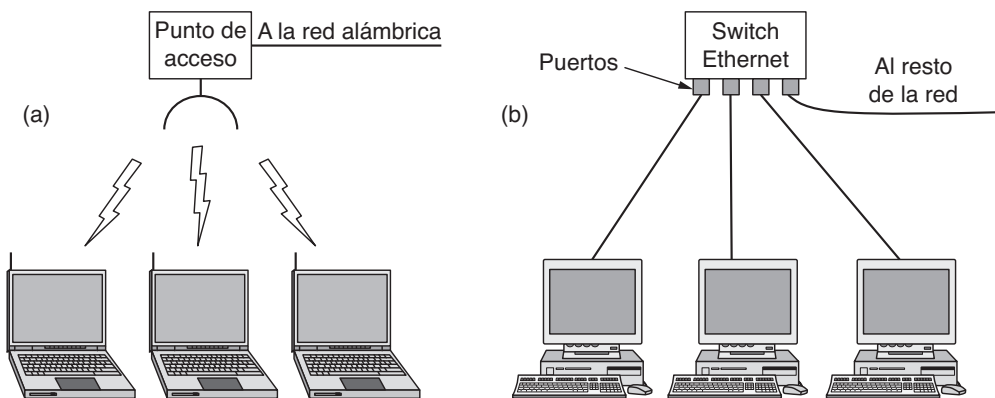 (a)
Punto de
acceso
A la red alámbrica
(b)
Switch
Ethernet
Puertos
Al resto
de la red